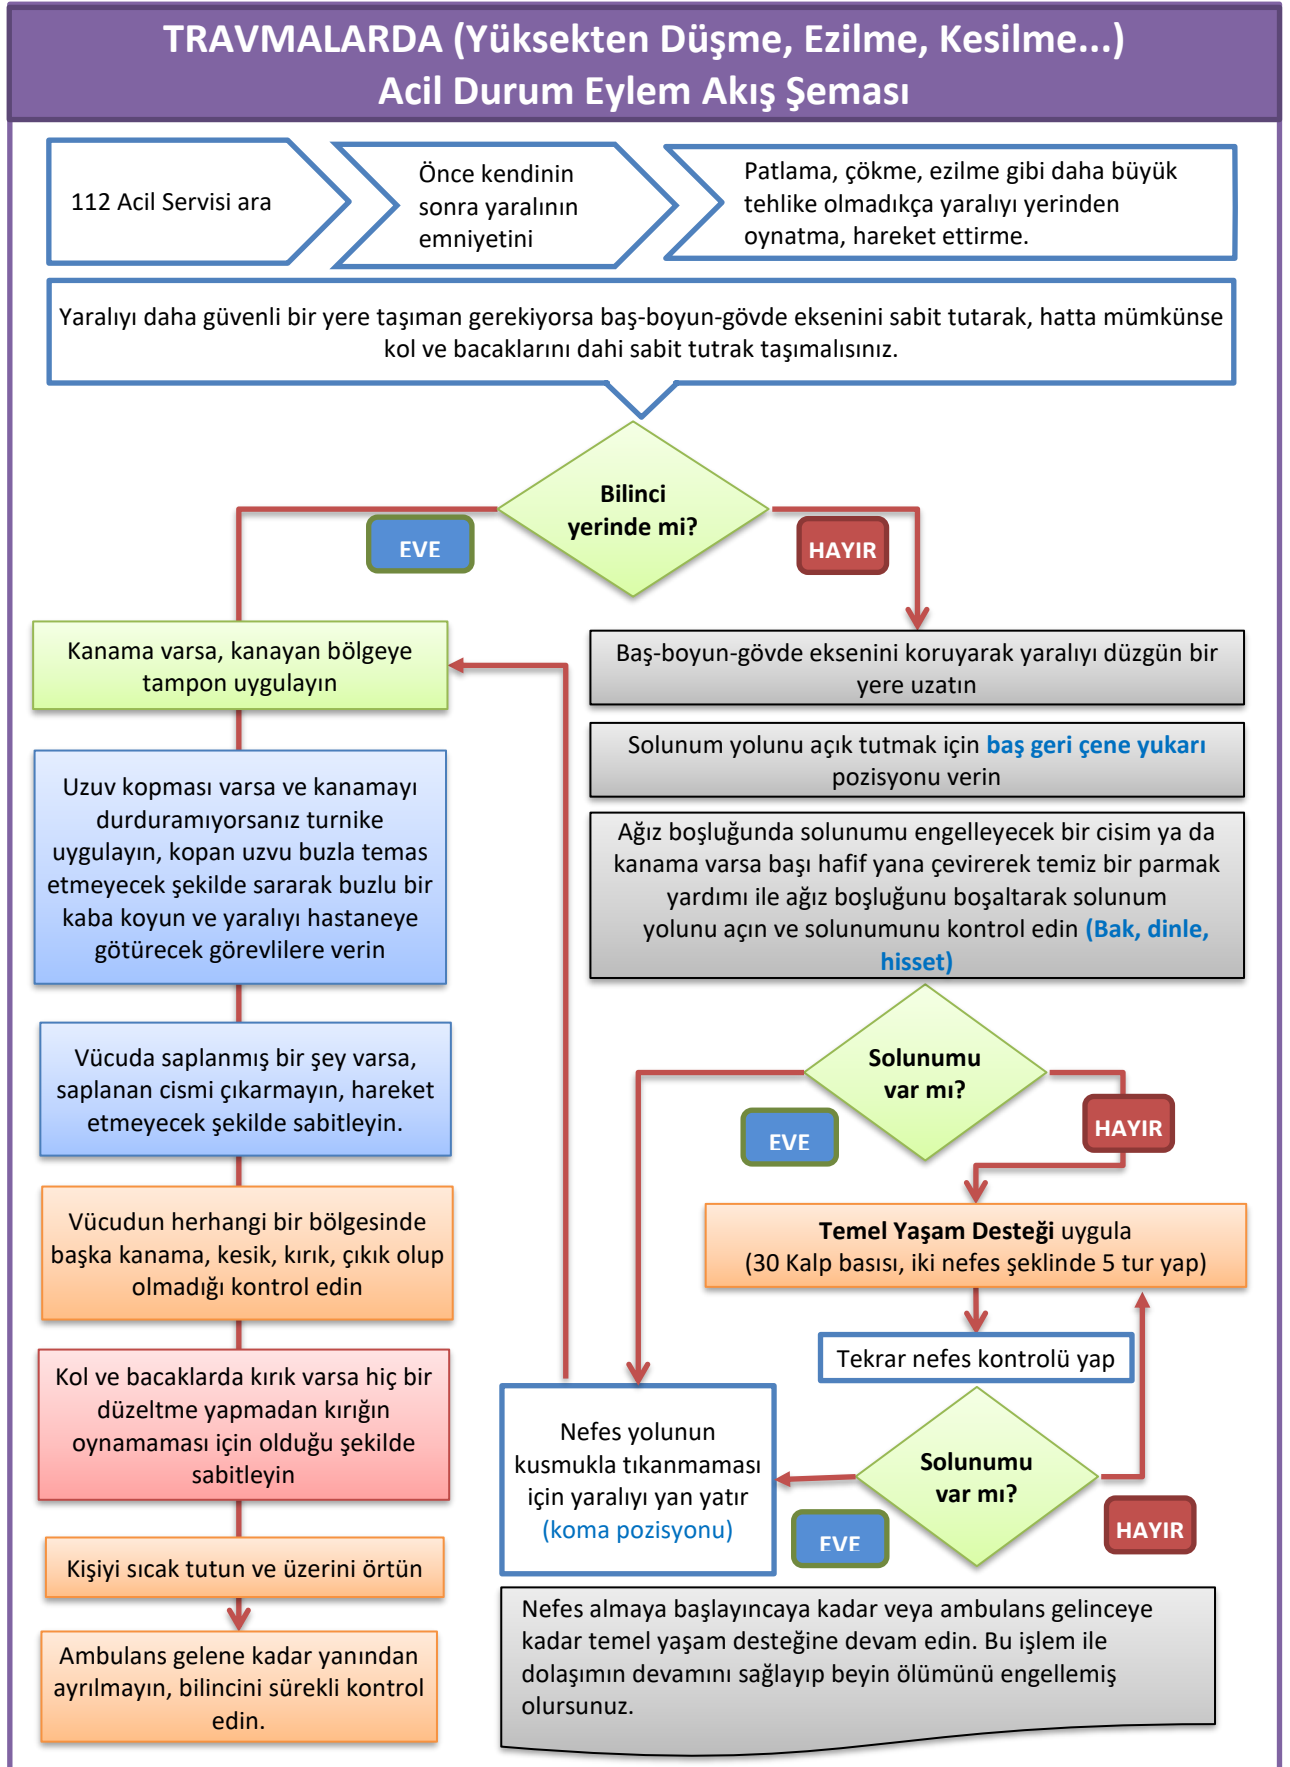 TRAVMALARDA (Yüksekten Düşme, Ezilme, Kesilme...)
Acil Durum Eylem Akış Şeması
112 Acil Servisi ara
Önce kendinin
sonra yaralının
emniyetini
Patlama, çökme, ezilme gibi daha büyük
tehlike olmadıkça yaralıyı yerinden
oynatma, hareket ettirme.
Yaralıyı daha güvenli bir yere taşıman gerekiyorsa baş-boyun-gövde eksenini sabit tutarak, hatta mümkünse
kol ve bacaklarını dahi sabit tutrak taşımalısınız.
Bilinci
yerinde mi?
EVE
HAYIR
Kanama varsa, kanayan bölgeye
tampon uygulayın
Uzuv kopması varsa ve kanamayı
durduramıyorsanız turnike
uygulayın, kopan uzvu buzla temas
etmeyecek şekilde sararak buzlu bir
kaba koyun ve yaralıyı hastaneye
götürecek görevlilere verin
Vücuda saplanmış bir şey varsa,
saplanan cismi çıkarmayın, hareket
etmeyecek şekilde sabitleyin.
Vücudun herhangi bir bölgesinde
başka kanama, kesik, kırık, çıkık olup
olmadığı kontrol edin
Kol ve bacaklarda kırık varsa hiç bir
düzeltme yapmadan kırığın
oynamaması için olduğu şekilde
sabitleyin
Kişiyi sıcak tutun ve üzerini örtün
Ambulans gelene kadar yanından
ayrılmayın, bilincini sürekli kontrol
edin.
Baş-boyun-gövde eksenini koruyarak yaralıyı düzgün bir
yere uzatın
Solunum yolunu açık tutmak için baş geri çene yukarı
pozisyonu verin
Ağız boşluğunda solunumu engelleyecek bir cisim ya da
kanama varsa başı hafif yana çevirerek temiz bir parmak
yardımı ile ağız boşluğunu boşaltarak solunum
yolunu açın ve solunumunu kontrol edin (Bak, dinle,
hisset)
Solunumu
var mı?
EVE
HAYIR
Temel Yaşam Desteği uygula
(30 Kalp basısı, iki nefes şeklinde 5 tur yap)
Tekrar nefes kontrolü yap
Solunumu
var mı?
EVE
HAYIR
Nefes yolunun
kusmukla tıkanmaması
için yaralıyı yan yatır
(koma pozisyonu)
Nefes almaya başlayıncaya kadar veya ambulans gelinceye
kadar temel yaşam desteğine devam edin. Bu işlem ile
dolaşımın devamını sağlayıp beyin ölümünü engellemiş
olursunuz.